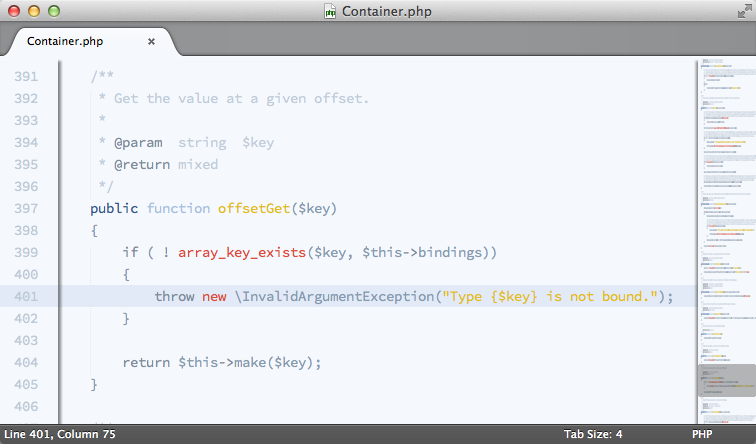 Container.php
Container.php ×
391 /**
392 * Get the value at a given offset.
393 *
394 * @param string $key
395 * @return mixed
396 */
397 public function offsetGet($key)
398 {
399 if ( ! array_key_exists($key, $this->bindings))
400 {
401 throw new \InvalidArgumentException("Type {$key} is not bound.");
402 }
403
404 return $this->make($key);
405 }
406
Line 401, Column 75 Tab Size: 4 PHP